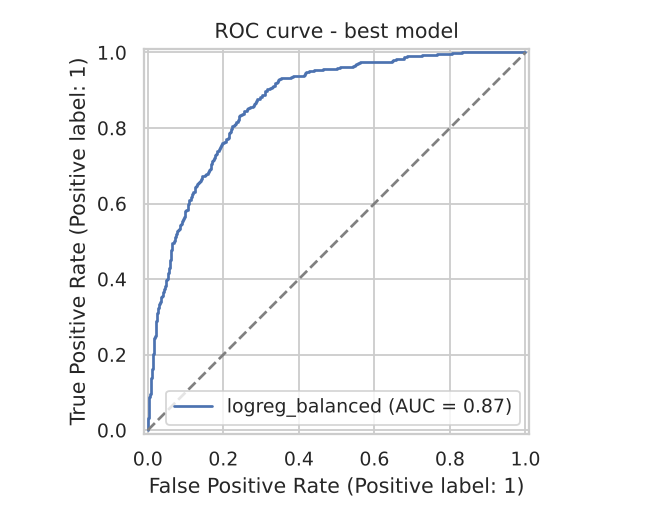 ROC curve - best model
True Positive Rate (Positive label: 1)
1.0
0.8
0.6
0.4
0.2
0.0
logreg_balanced (AUC = 0.87)
0.0 0.2 0.4 0.6 0.8 1.0
False Positive Rate (Positive label: 1)